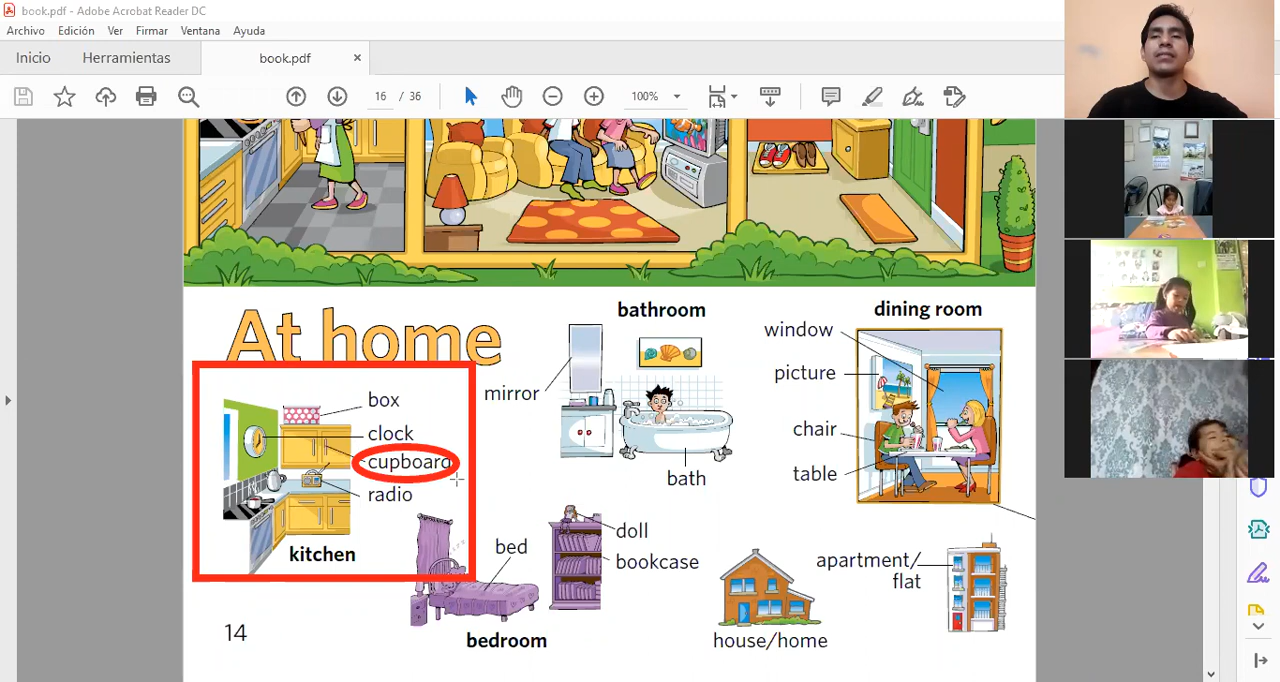 book.pdf - Adobe Acrobat Reader DC
Archivo Edición Ver Firmar Ventana Ayuda
Inicio Herramientas book.pdf ×
16 / 36 100%
At home
bathroom
dining room
window
picture
mirror
chair
table
bath
box
clock
cupboard
radio
kitchen
bed
doll
bookcase
apartment/
flat
14
bedroom
house/home